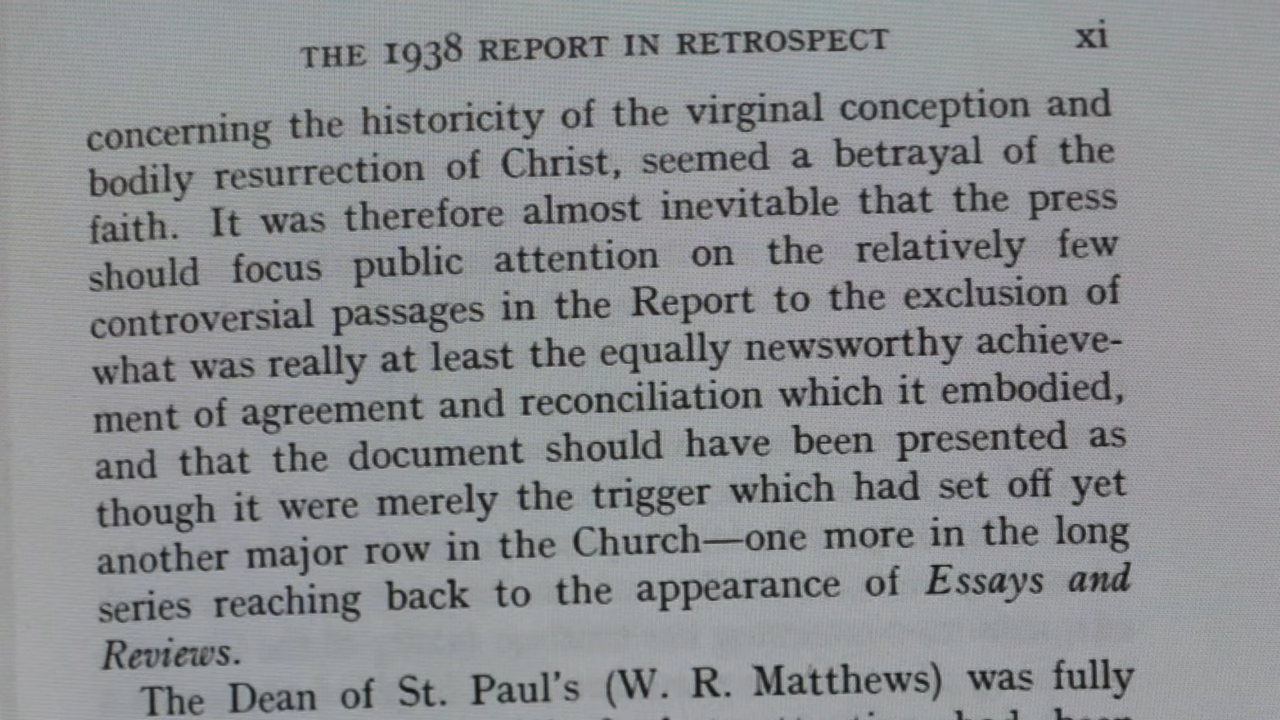 THE 1938 REPORT IN RETROSPECT xi
concerning the historicity of the virginal conception and
bodily resurrection of Christ, seemed a betrayal of the
faith. It was therefore almost inevitable that the press
should focus public attention on the relatively few
controversial passages in the Report to the exclusion of
what was really at least the equally newsworthy achieve-
ment of agreement and reconciliation which it embodied,
and that the document should have been presented as
though it were merely the trigger which had set off yet
another major row in the Church—one more in the long
series reaching back to the appearance of Essays and
Reviews.
The Dean of St. Paul's (W. R. Matthews) was fully